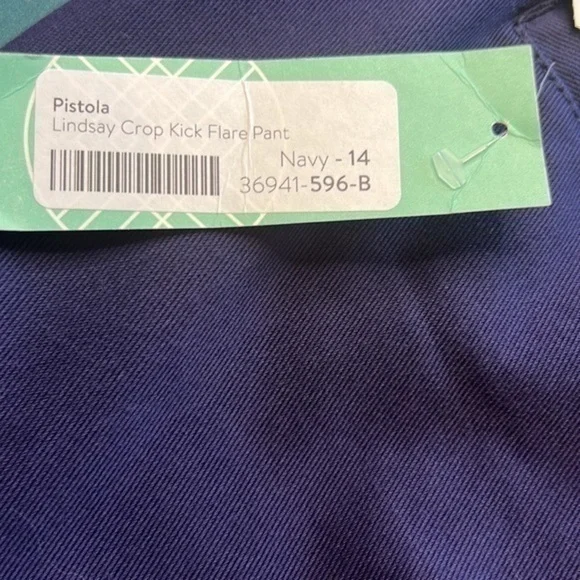 Pistola
Lindsay Crop Kick Flare Pant
Navy - 14
36941-596-B